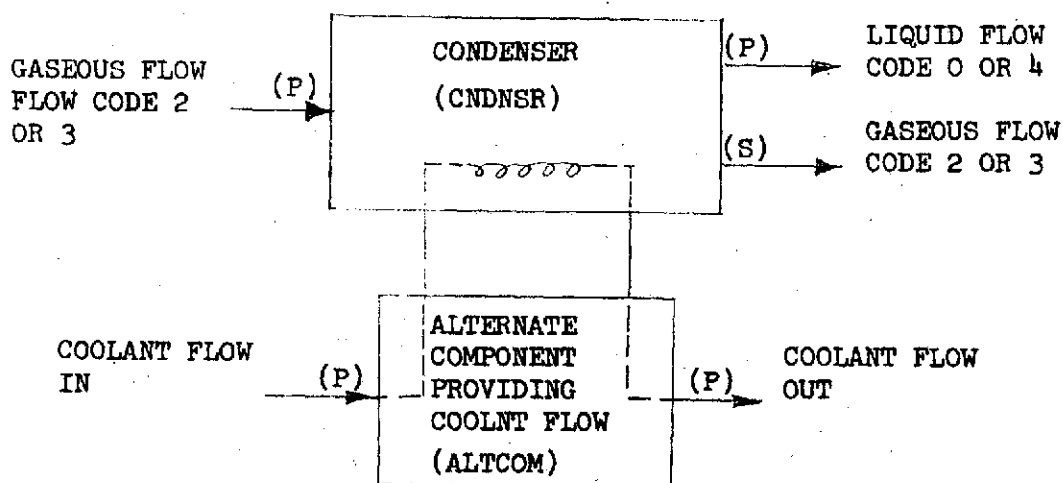 GASEOUS FLOW
FLOW CODE 2
OR 3
(P)
CONDENSER
(CNDNSR)
(P)
LIQUID FLOW
CODE 0 OR 4
(S)
GASEOUS FLOW
CODE 2 OR 3
COOLANT FLOW
IN
(P)
ALTERNATE
COMPONENT
PROVIDING
COOLNT FLOW
(ALTCOM)
(P)
COOLANT FLOW
OUT